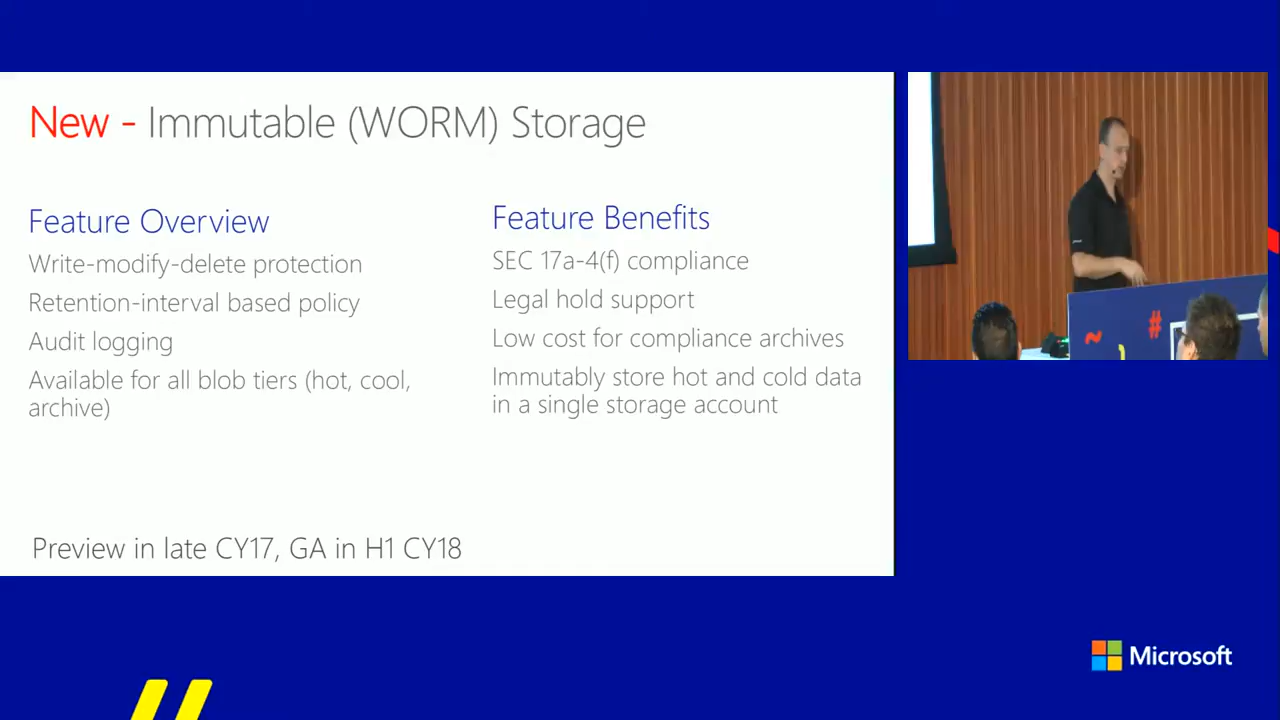 New - Immutable (WORM) Storage
Feature Overview
Write-modify-delete protection
Retention-interval based policy
Audit logging
Available for all blob tiers (hot, cool,
archive)
Feature Benefits
SEC 17a-4(f) compliance
Legal hold support
Low cost for compliance archives
Immutably store hot and cold data
in a single storage account
Preview in late CY17, GA in H1 CY18
~ #
Microsoft